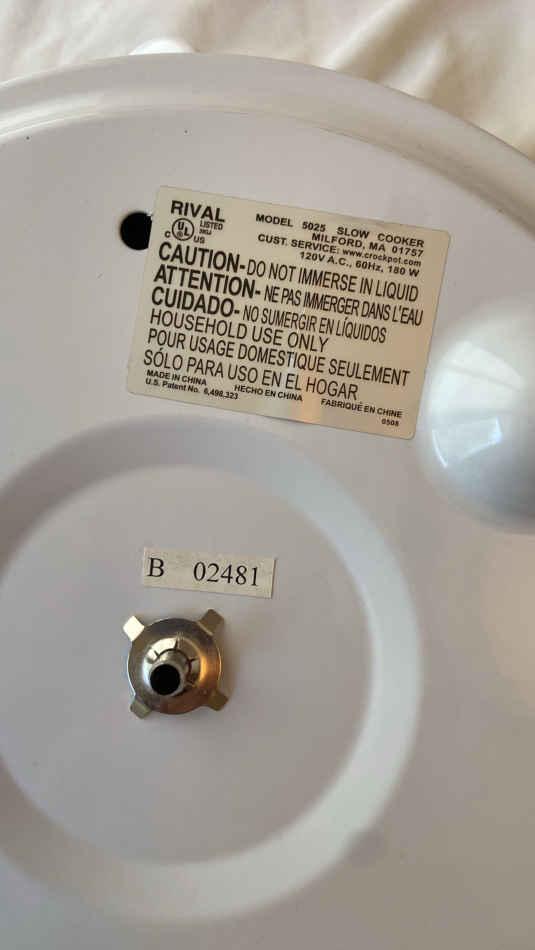 RIVAL
c UL US LISTED
MODEL 5025 SLOW COOKER
MILFORD, MA 01757
CUST. SERVICE: www.crockpot.com
120V A.C., 60Hz, 180 W
CAUTION-DO NOT IMMERSE IN LIQUID
ATTENTION- NE PAS IMMERGER DANS L'EAU
CUIDADO- NO SUMERGIR EN LÍQUIDOS
HOUSEHOLD USE ONLY
POUR USAGE DOMESTIQUE SEULEMENT
SÓLO PARA USO EN EL HOGAR
MADE IN CHINA HECHO EN CHINA FABRIQUÉ EN CHINE
U.S. Patent No. 6,498,323
0508
B 02481